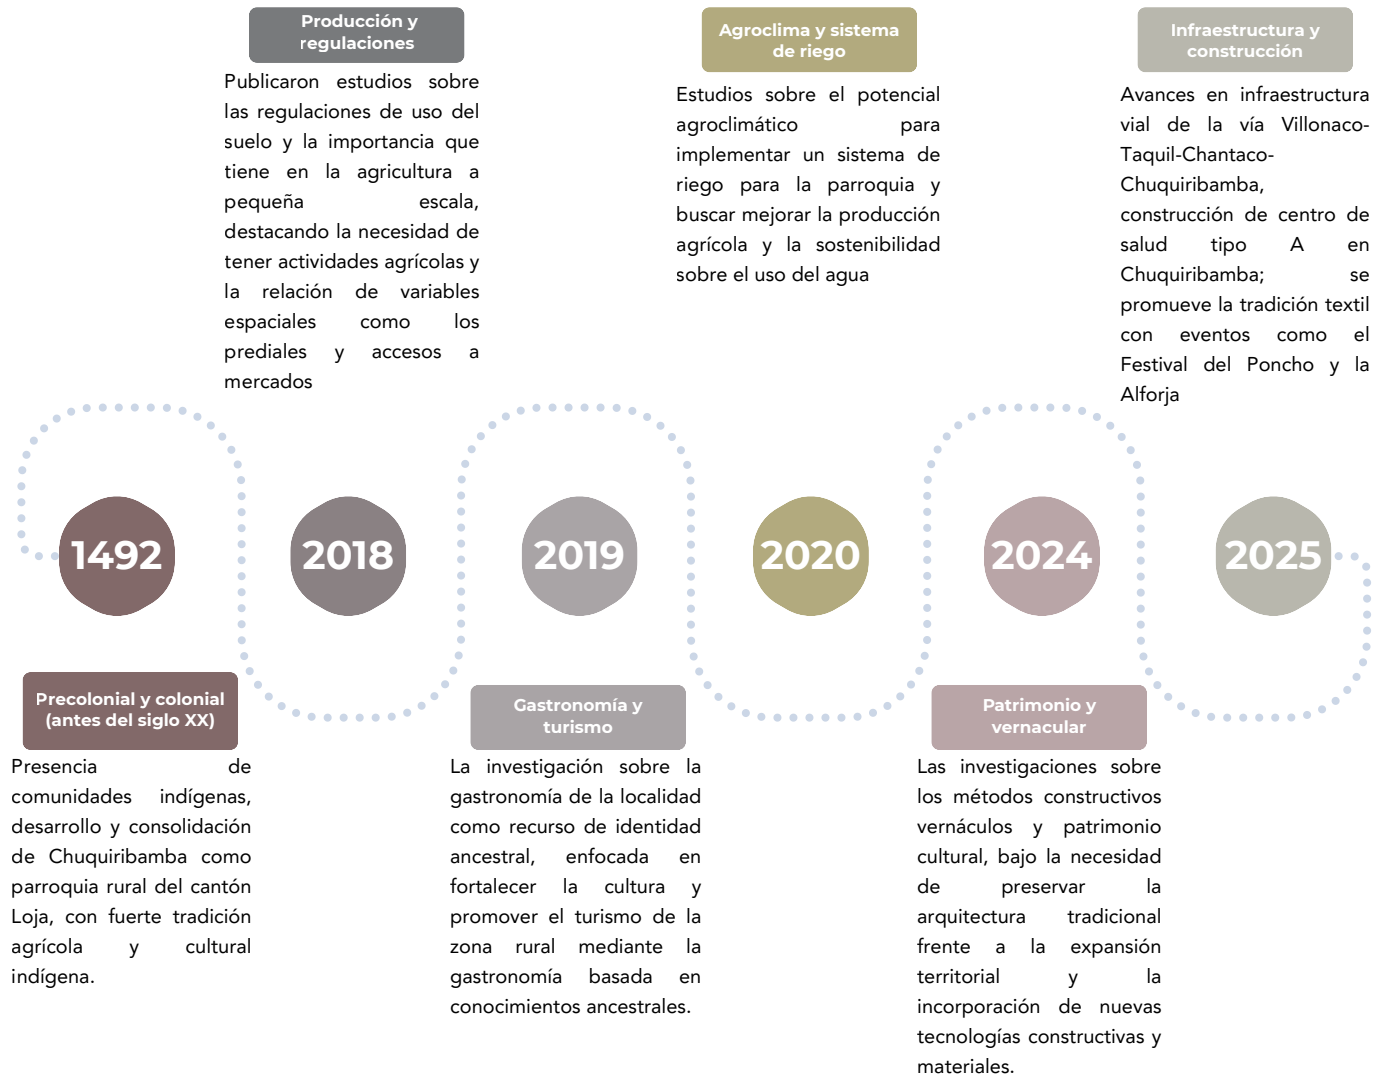 Producción y
regulaciones
Publicaron estudios sobre
las regulaciones de uso del
suelo y la importancia que
tiene en la agricultura a
pequeña escala,
destacando la necesidad de
tener actividades agrícolas y
la relación de variables
espaciales como los
prediales y accesos a
mercados
Agroclima y sistema
de riego
Estudios sobre el potencial
agroclimático para
implementar un sistema de
riego para la parroquia y
buscar mejorar la producción
agrícola y la sostenibilidad
sobre el uso del agua
Infraestructura y
construcción
Avances en infraestructura
vial de la vía Villonaco-
Taquil-Chantaco-
Chuquiribamba,
construcción de centro de
salud tipo A en
Chuquiribamba; se
promueve la tradición textil
con eventos como el
Festival del Poncho y la
Alforja
1492
2018
2019
2020
2024
2025
Precolonial y colonial
(antes del siglo XX)
Presencia de
comunidades indígenas,
desarrollo y consolidación
de Chuquiribamba como
parroquia rural del cantón
Loja, con fuerte tradición
agrícola y cultural
indígena.
Gastronomía y
turismo
La investigación sobre la
gastronomía de la localidad
como recurso de identidad
ancestral, enfocada en
fortalecer la cultura y
promover el turismo de la
zona rural mediante la
gastronomía basada en
conocimientos ancestrales.
Patrimonio y
vernacular
Las investigaciones sobre
los métodos constructivos
vernáculos y patrimonio
cultural, bajo la necesidad
de preservar la
arquitectura tradicional
frente a la expansión
territorial y la
incorporación de nuevas
tecnologías constructivas y
materiales.